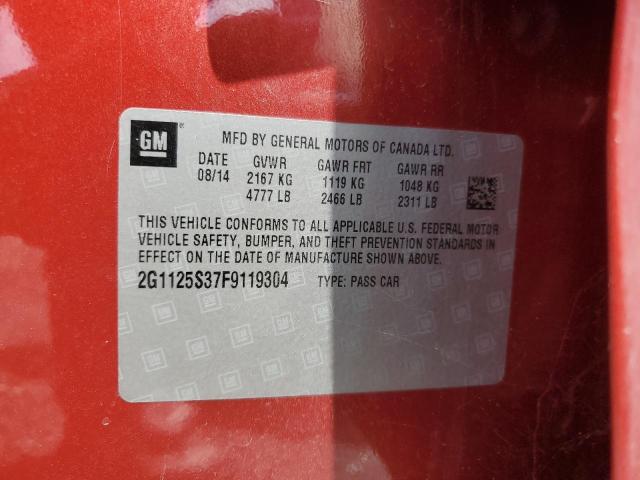 GM®
MFD BY GENERAL MOTORS OF CANADA LTD.
DATE GVWR GAWR FRT GAWR RR
08/14 2167 KG 1119 KG 1048 KG
4777 LB 2466 LB 2311 LB
THIS VEHICLE CONFORMS TO ALL APPLICABLE U.S. FEDERAL MOTOR
VEHICLE SAFETY, BUMPER, AND THEFT PREVENTION STANDARDS IN
EFFECT ON THE DATE OF MANUFACTURE SHOWN ABOVE.
2G1125S37F9119304 TYPE: PASS CAR